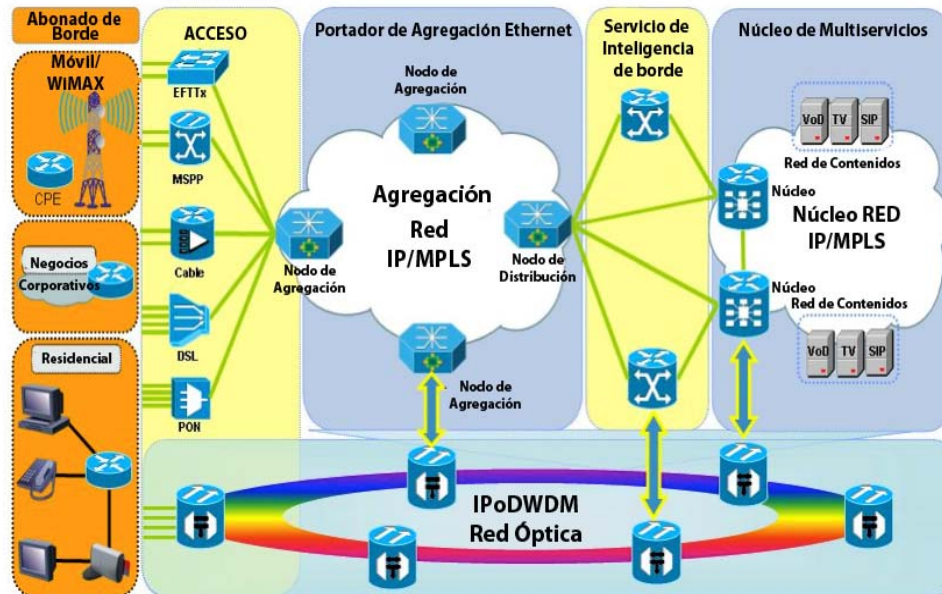 Abonado de
Borde
Móvil/
WiMAX
CPE
Negocios
Corporativos
Residencial
ACCESO
EFTTx
MSPP
Cable
DSL
PON
Portador de Agregación Ethernet
Nodo de
Agregación
Agregación
Red
IP/MPLS
Nodo de
Agregación
Nodo de
Distribución
Nodo de
Agregación
Servicio de
Inteligencia
de borde
Núcleo de Multiservicios
VoD TV SIP
Red de Contenidos
Núcleo
Núcleo RED
IP/MPLS
Núcleo
Red de Contenidos
VoD TV SIP
IPoDWDM
Red Óptica